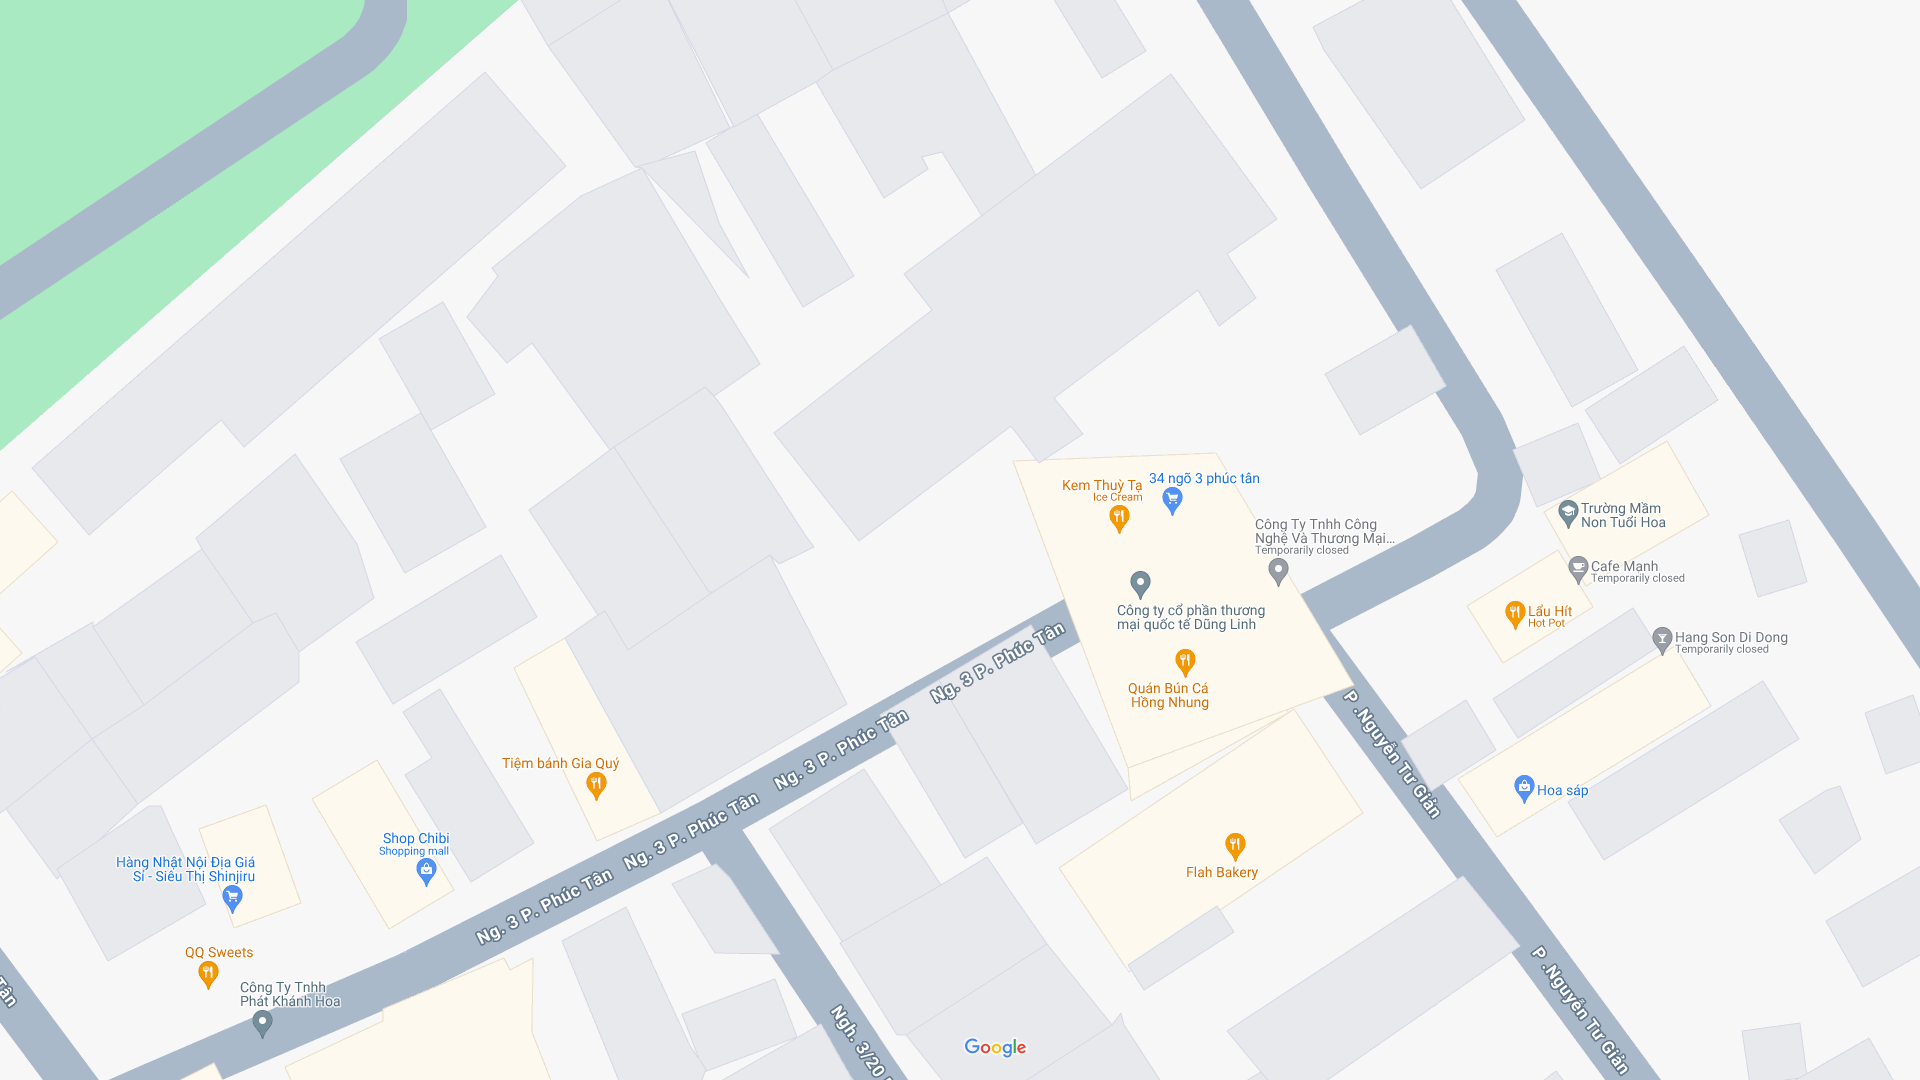 Kem Thuỷ Tạ
Ice Cream
34 ngõ 3 phúc tân
Công Ty Tnhh Công
Nghệ Và Thương Mại...
Temporarily closed
Trường Mầm
Non Tuổi Hoa
Cafe Mạnh
Temporarily closed
Lẩu Hít
Hot Pot
Công ty cổ phần thương
mại quốc tế Dũng Linh
Hang Son Di Dong
Temporarily closed
Ng. 3 P. Phúc Tân
Quán Bún Cá
Hồng Nhung
P .Nguyễn Tư Giản
Ng. 3 P. Phúc Tân
Tiệm bánh Gia Quý
Hoa sáp
Ng. 3 P. Phúc Tân
Shop Chibi
Shopping mall
Hàng Nhật Nội Địa Giá
Sỉ - Siêu Thị Shinjiru
Flah Bakery
Ng. 3 P. Phúc Tân
QQ Sweets
Công Ty Tnhh
Phát Khánh Hoa
P .Nguyễn Tư Giản
Tân
Ngh. 3/20
Google